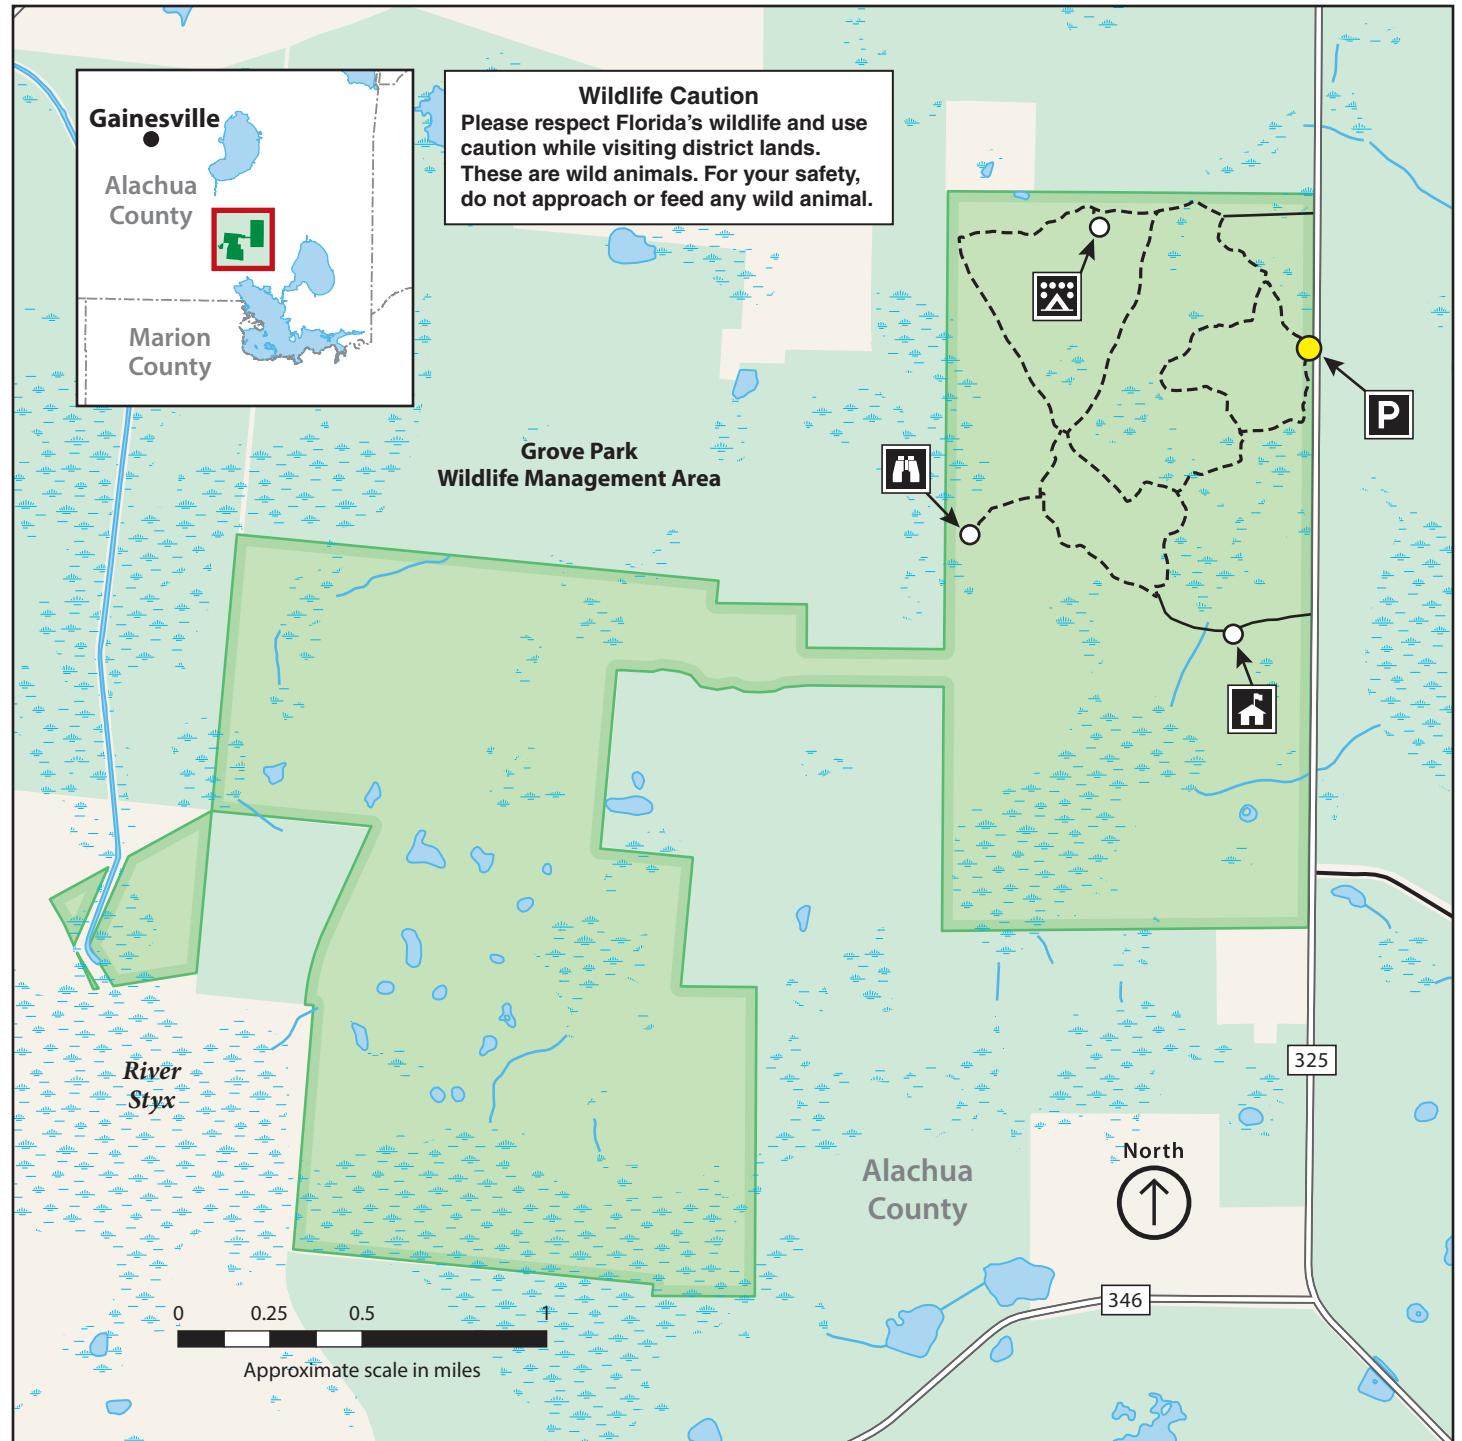 Gainesville
Alachua
County
Marion
County
Wildlife Caution
Please respect Florida’s wildlife and use
caution while visiting district lands.
These are wild animals. For your safety,
do not approach or feed any wild animal.
P
Grove Park
Wildlife Management Area
River
Styx
325
Alachua
County
North
346
0 0.25 0.5 1
Approximate scale in miles